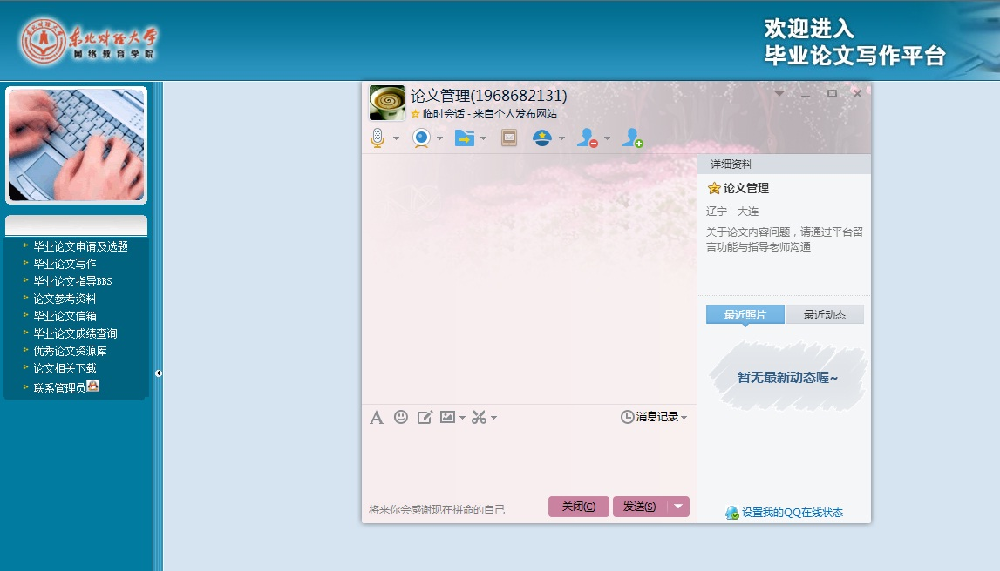 东北财经大学
网络教育学院
欢迎进入
毕业论文写作平台
毕业论文申请及选题
毕业论文写作
毕业论文指导BBS
论文参考资料
毕业论文信箱
毕业论文成绩查询
优秀论文资源库
论文相关下载
联系管理员
论文管理(1968682131)
临时会话 - 来自个人发布网站
详细资料
论文管理
辽宁 大连
关于论文内容问题，请通过平台留
言功能与指导老师沟通
最近照片 最近动态
暂无最新动态喔~
消息记录
将来你会感谢现在拼命的自己
关闭(C) 发送(S)
设置我的QQ在线状态